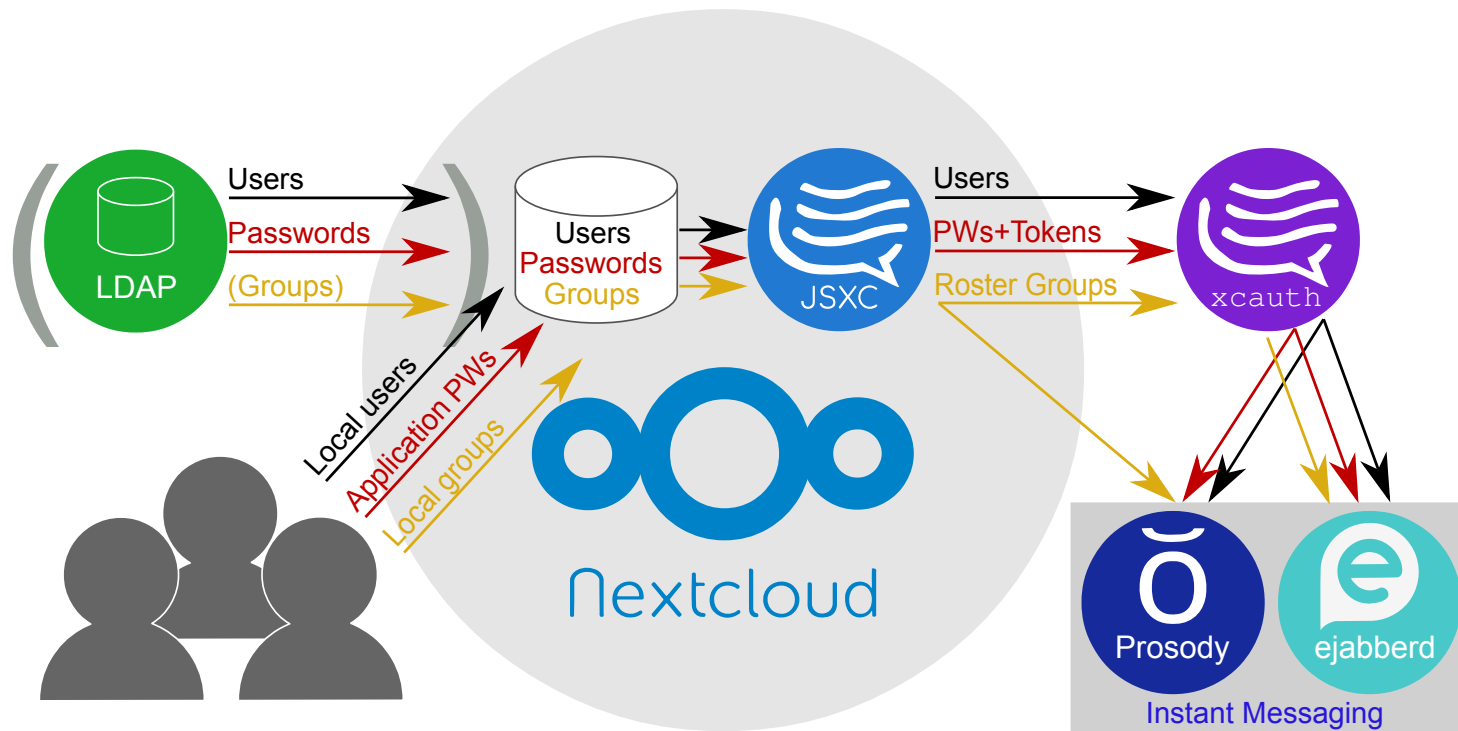 Users
Passwords
(Groups)
LDAP
Users
Passwords
Groups
JSXC
Users
PWs+Tokens
Roster Groups
xcauth
Local users
Application PWs
Local groups
Nextcloud
ŏ
Prosody
e
ejabberd
Instant Messaging